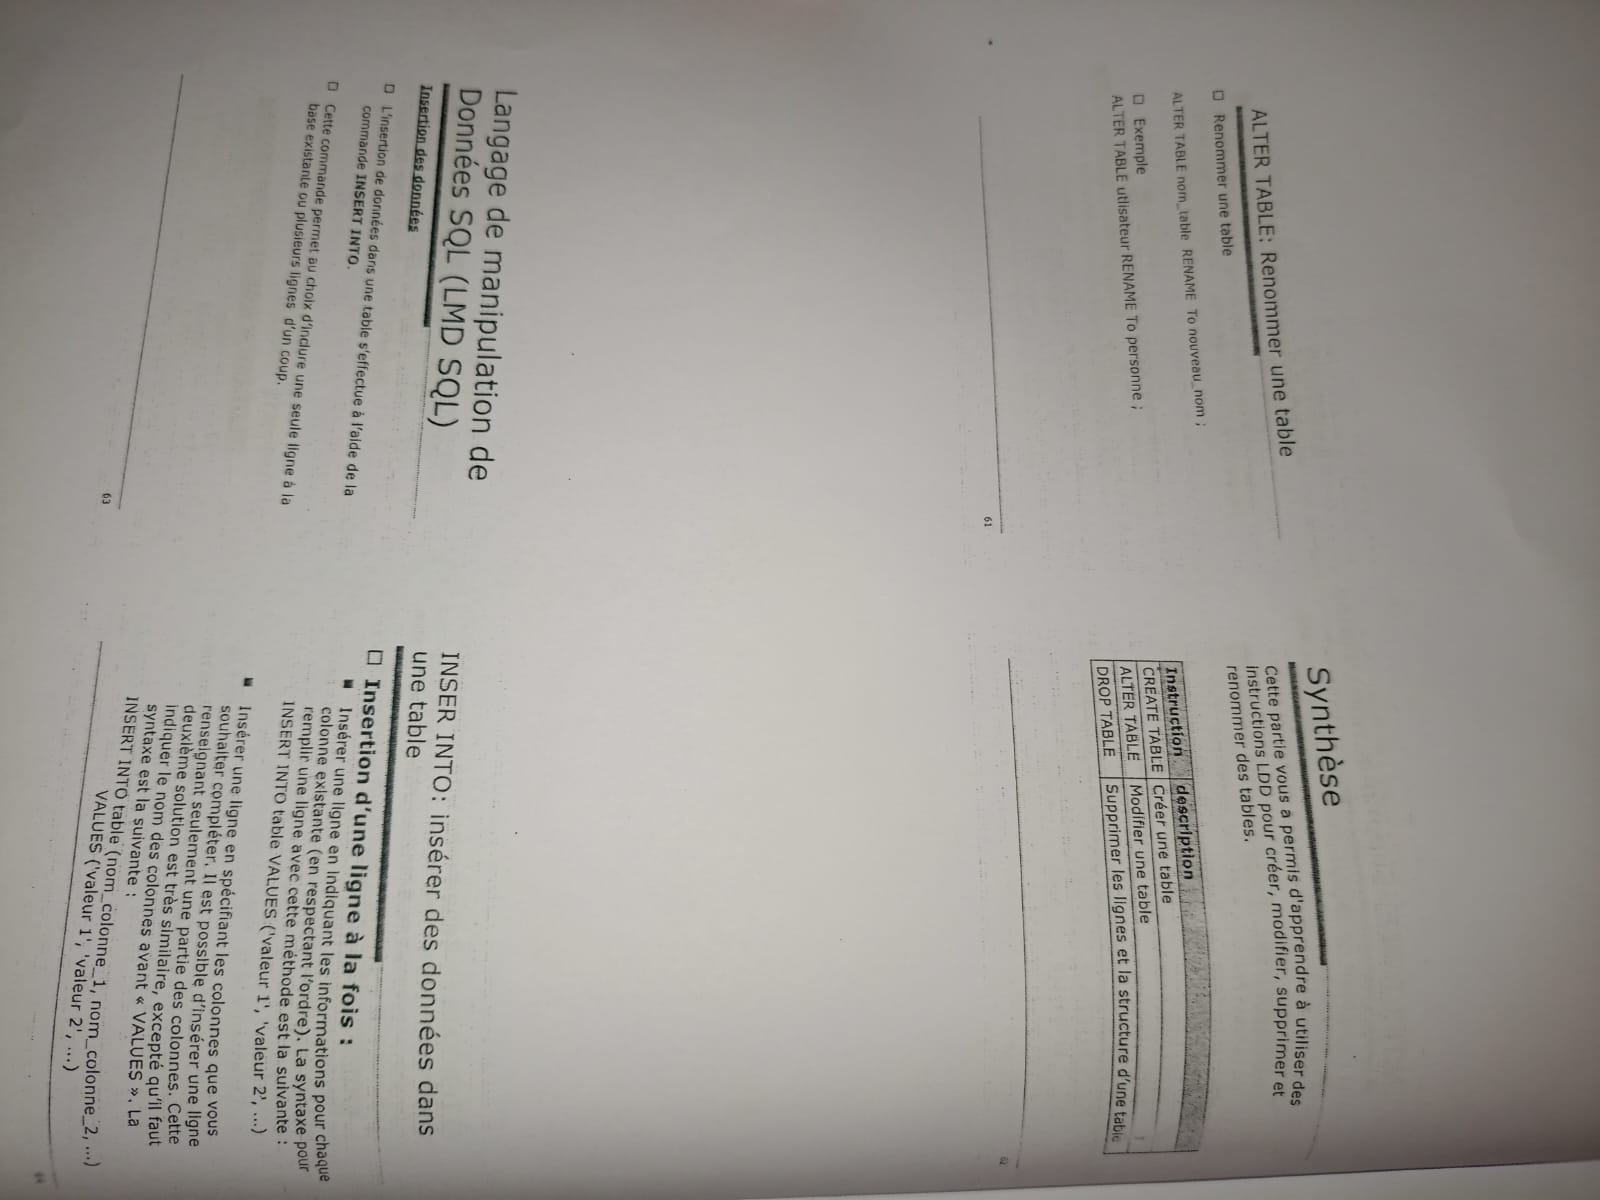 ALTER TABLE: Renommer une table
□ Renommer une table
ALTER TABLE nom_table RENAME To nouveau_nom ;
□ Exemple
ALTER TABLE utlisateur RENAME To personne ;
61
Synthèse
Cette partie vous a permis d'apprendre à utiliser des
instructions LDD pour créer, modifier, supprimer et
renommer des tables.
Instruction description
CREATE TABLE Créer une table
ALTER TABLE Modifier une table
DROP TABLE Supprimer les lignes et la structure d'une table
62
Langage de manipulation de
Données SQL (LMD SQL)
Insertion des données
□ L'insertion de données dans une table s'effectue à l'aide de la
commande INSERT INTO.
□ Cette commande permet au choix d'inclure une seule ligne à la
base existante ou plusieurs lignes d'un coup.
63
INSER INTO: insérer des données dans
une table
□ Insertion d'une ligne à la fois :
▪ Insérer une ligne en indiquant les informations pour chaque
colonne existante (en respectant l'ordre). La syntaxe pour
remplir une ligne avec cette méthode est la suivante :
INSERT INTO table VALUES ('valeur 1', 'valeur 2', ...)
▪ Insérer une ligne en spécifiant les colonnes que vous
souhaiter compléter. Il est possible d'insérer une ligne
renseignant seulement une partie des colonnes. Cette
deuxième solution est très similaire, excepté qu'il faut
indiquer le nom des colonnes avant « VALUES ». La
syntaxe est la suivante :
INSERT INTO table (nom_colonne_1, nom_colonne_2, ...)
VALUES ('valeur 1', 'valeur 2', ...)
64